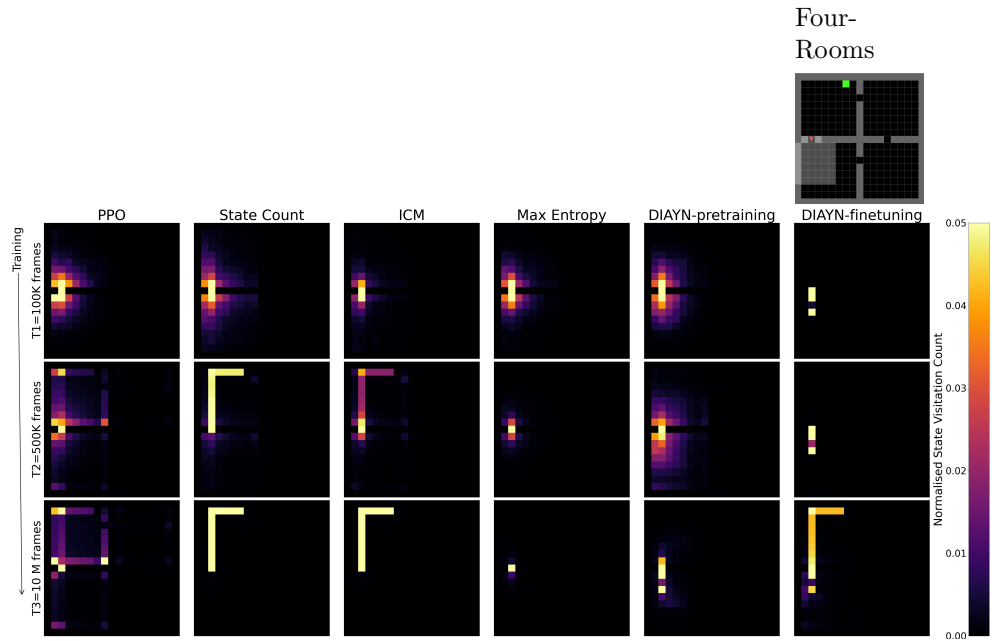 Four-
Rooms
PPO
State Count
ICM
Max Entropy
DIAYN-pretraining
DIAYN-finetuning
Training
T1=100K frames
T2=500K frames
T3=10 M frames
0.05
0.04
0.03
0.02
0.01
0.00
Normalised State Visitation Count